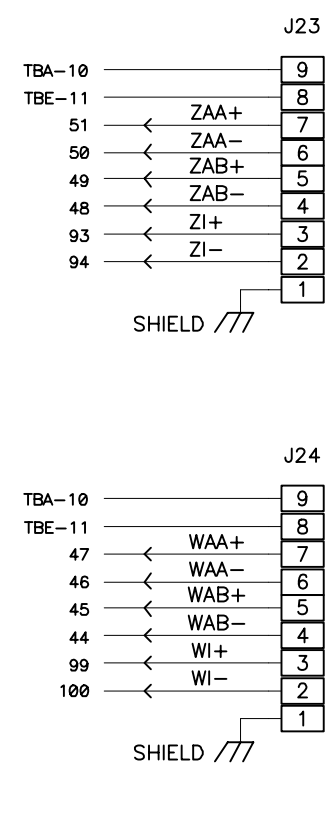 J23
TBA-10 9
TBE-11 8
51 ZAA+ 7
50 ZAA- 6
49 ZAB+ 5
48 ZAB- 4
93 ZI+ 3
94 ZI- 2
1
SHIELD
J24
TBA-10 9
TBE-11 8
47 WAA+ 7
46 WAA- 6
45 WAB+ 5
44 WAB- 4
99 WI+ 3
100 WI- 2
1
SHIELD